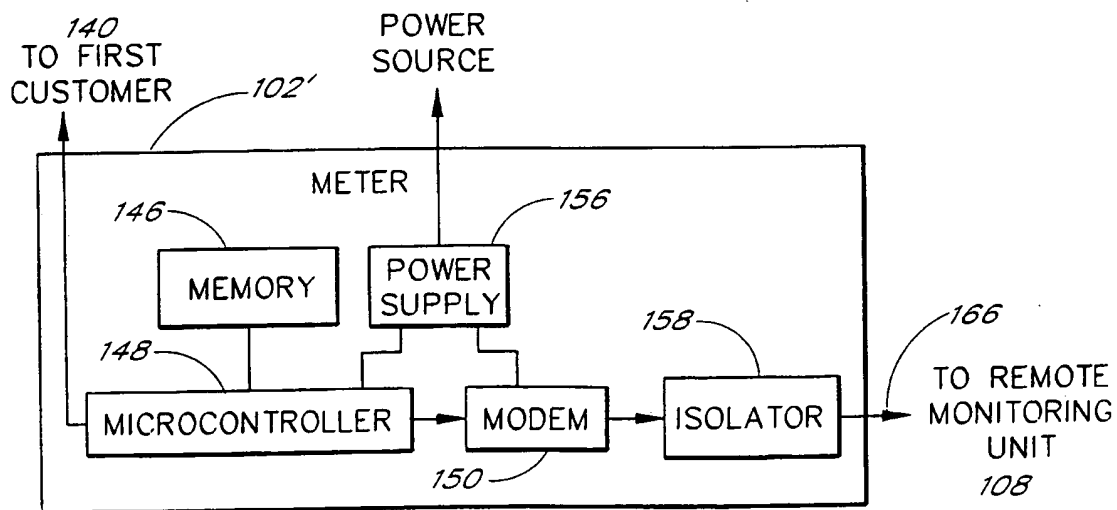 140
TO FIRST
CUSTOMER
102'
POWER
SOURCE
METER
146
156
MEMORY
POWER
SUPPLY
148
158
166
MICROCONTROLLER
MODEM
ISOLATOR
150
TO REMOTE
MONITORING
UNIT
108